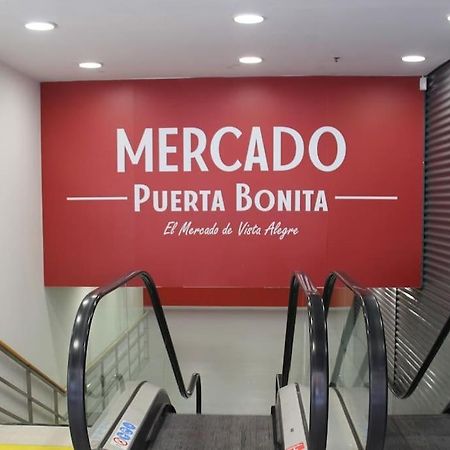 MERCADO
PUERTA BONITA
El Mercado de Vista Alegre